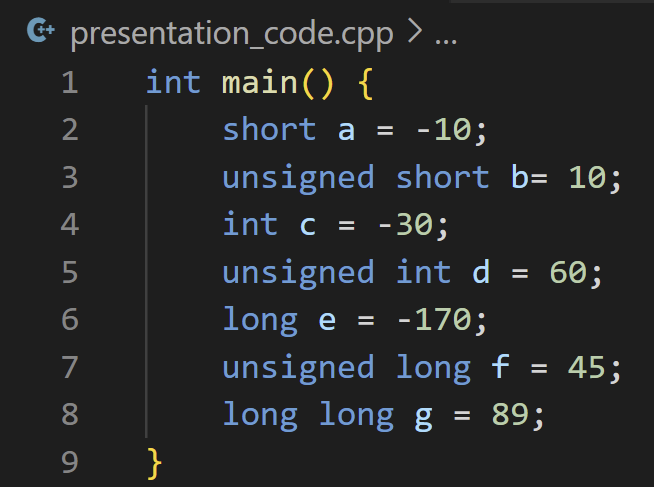 presentation_code.cpp > ...
1 int main() {
2 short a = -10;
3 unsigned short b= 10;
4 int c = -30;
5 unsigned int d = 60;
6 long e = -170;
7 unsigned long f = 45;
8 long long g = 89;
9 }